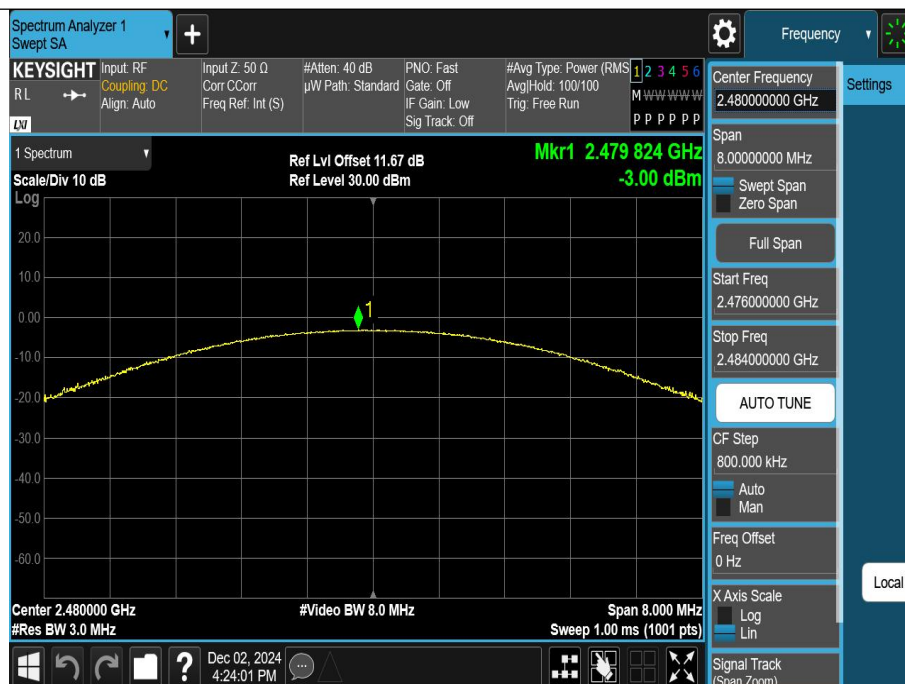 Spectrum Analyzer 1
Swept SA
Frequency
KEYSIGHT
RL
LXI
Input: RF
Coupling: DC
Align: Auto
Input Z: 50 Ω
Corr CCorr
Freq Ref: Int (S)
#Atten: 40 dB
µW Path: Standard
PNO: Fast
Gate: Off
IF Gain: Low
Sig Track: Off
#Avg Type: Power (RMS
Avg|Hold: 100/100
Trig: Free Run
1 2 3 4 5 6
M W W W W W
P P P P P P
1 Spectrum
Scale/Div 10 dB
Log
Ref Lvl Offset 11.67 dB
Ref Level 30.00 dBm
Mkr1 2.479 824 GHz
-3.00 dBm
20.0
10.0
0.00
-10.0
-20.0
-30.0
-40.0
-50.0
-60.0
1
Center 2.480000 GHz
#Res BW 3.0 MHz
#Video BW 8.0 MHz
Span 8.000 MHz
Sweep 1.00 ms (1001 pts)
Dec 02, 2024
4:24:01 PM
Center Frequency
2.480000000 GHz
Span
8.00000000 MHz
Swept Span
Zero Span
Full Span
Start Freq
2.476000000 GHz
Stop Freq
2.484000000 GHz
AUTO TUNE
CF Step
800.000 kHz
Auto
Man
Freq Offset
0 Hz
X Axis Scale
Log
Lin
Signal Track
(Span Zoom)
Settings
Local